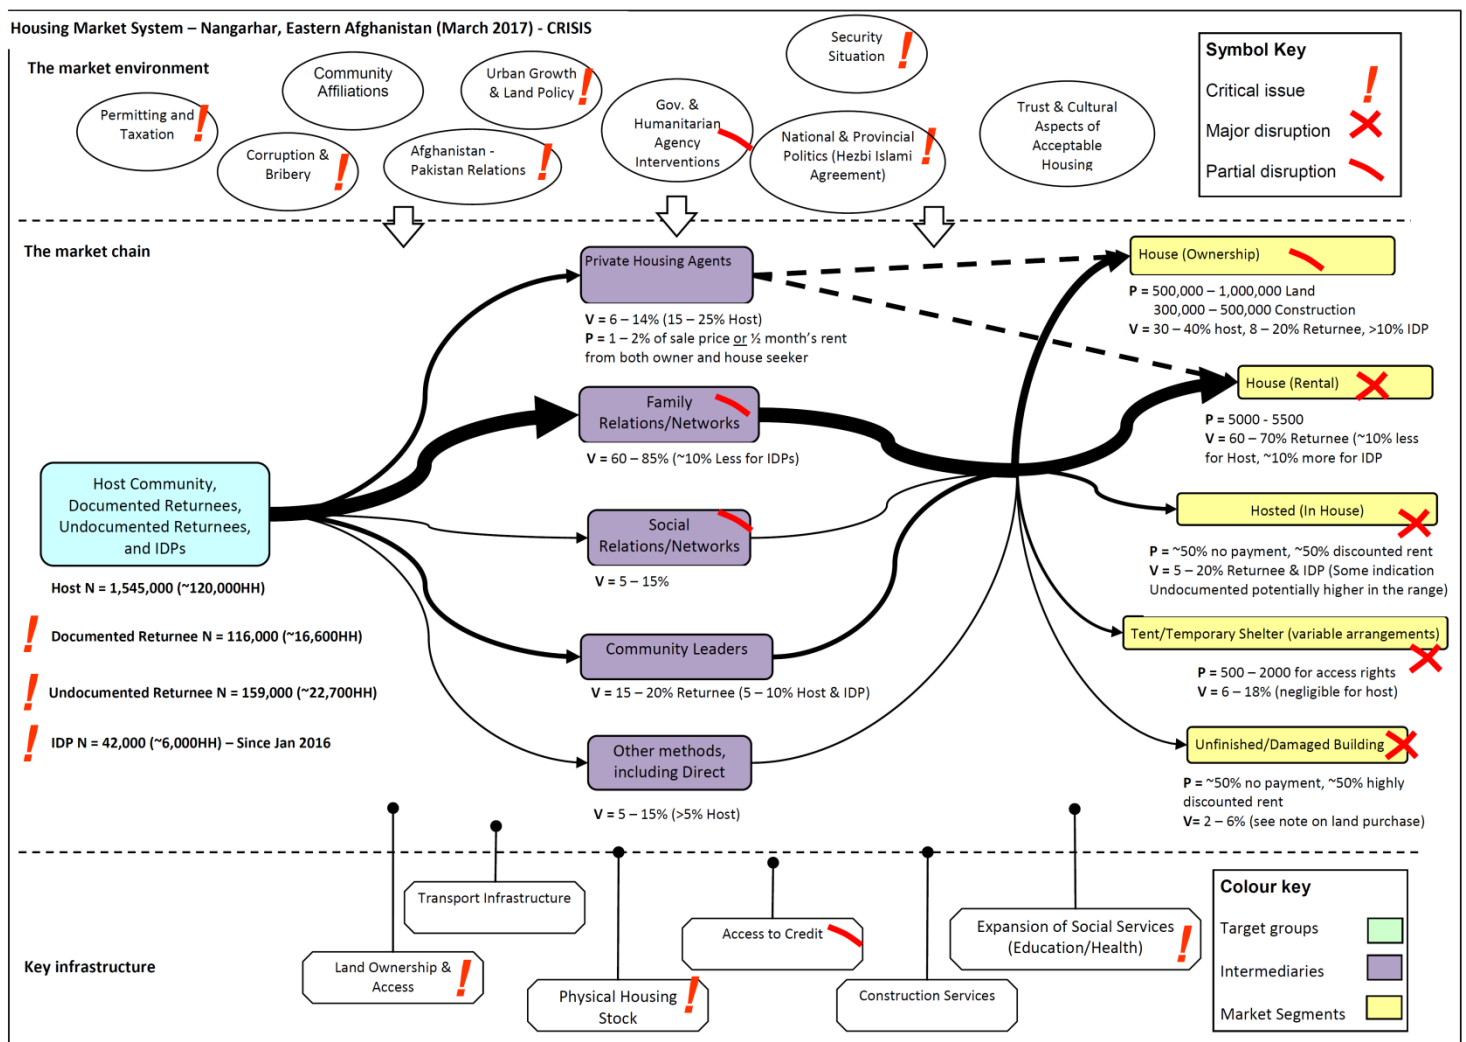 Housing Market System – Nangarhar, Eastern Afghanistan (March 2017) - CRISIS
The market environment
Permitting and
Taxation
Community
Affiliations
Corruption &
Bribery
Urban Growth
& Land Policy
Afghanistan -
Pakistan Relations
Gov. &
Humanitarian
Agency
Interventions
Security
Situation
National & Provincial
Politics (Hezbi Islami
Agreement)
Trust & Cultural
Aspects of
Acceptable
Housing
Symbol Key
Critical issue
Major disruption
Partial disruption
The market chain
Host Community,
Documented Returnees,
Undocumented Returnees,
and IDPs
Host N = 1,545,000 (~120,000HH)
Documented Returnee N = 116,000 (~16,600HH)
Undocumented Returnee N = 159,000 (~22,700HH)
IDP N = 42,000 (~6,000HH) – Since Jan 2016
Private Housing Agents
V = 6 – 14% (15 – 25% Host)
P = 1 – 2% of sale price or ½ month's rent
from both owner and house seeker
Family
Relations/Networks
V = 60 – 85% (~10% Less for IDPs)
Social
Relations/Networks
V = 5 – 15%
Community Leaders
V = 15 – 20% Returnee (5 – 10% Host & IDP)
Other methods,
including Direct
V = 5 – 15% (>5% Host)
House (Ownership)
P = 500,000 – 1,000,000 Land
300,000 – 500,000 Construction
V = 30 – 40% host, 8 – 20% Returnee, >10% IDP
House (Rental)
P = 5000 - 5500
V = 60 – 70% Returnee (~10% less
for Host, ~10% more for IDP
Hosted (In House)
P = ~50% no payment, ~50% discounted rent
V = 5 – 20% Returnee & IDP (Some indication
Undocumented potentially higher in the range)
Tent/Temporary Shelter (variable arrangements)
P = 500 – 2000 for access rights
V = 6 – 18% (negligible for host)
Unfinished/Damaged Building
P = ~50% no payment, ~50% highly
discounted rent
V= 2 – 6% (see note on land purchase)
Key infrastructure
Land Ownership &
Access
Transport Infrastructure
Physical Housing
Stock
Access to Credit
Construction Services
Expansion of Social Services
(Education/Health)
Colour key
Target groups
Intermediaries
Market Segments